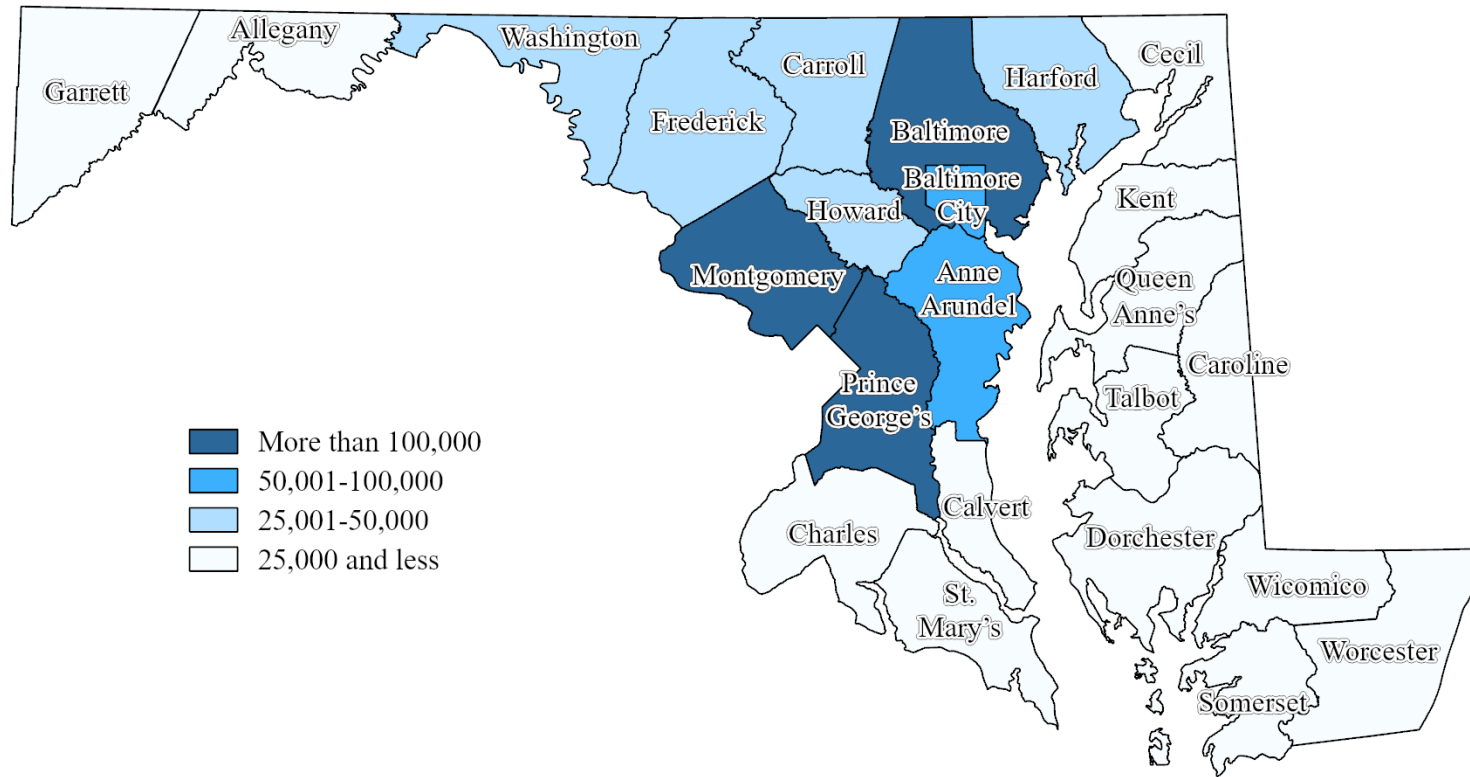 Allegany
Washington
Garrett
Frederick
Carroll
Harford
Cecil
Baltimore
Baltimore
City
Howard
Kent
Montgomery
Anne
Arundel
Queen
Anne’s
Caroline
Talbot
Prince
George’s
More than 100,000
50,001-100,000
25,001-50,000
25,000 and less
Charles
Calvert
St.
Mary’s
Dorchester
Wicomico
Worcester
Somerset